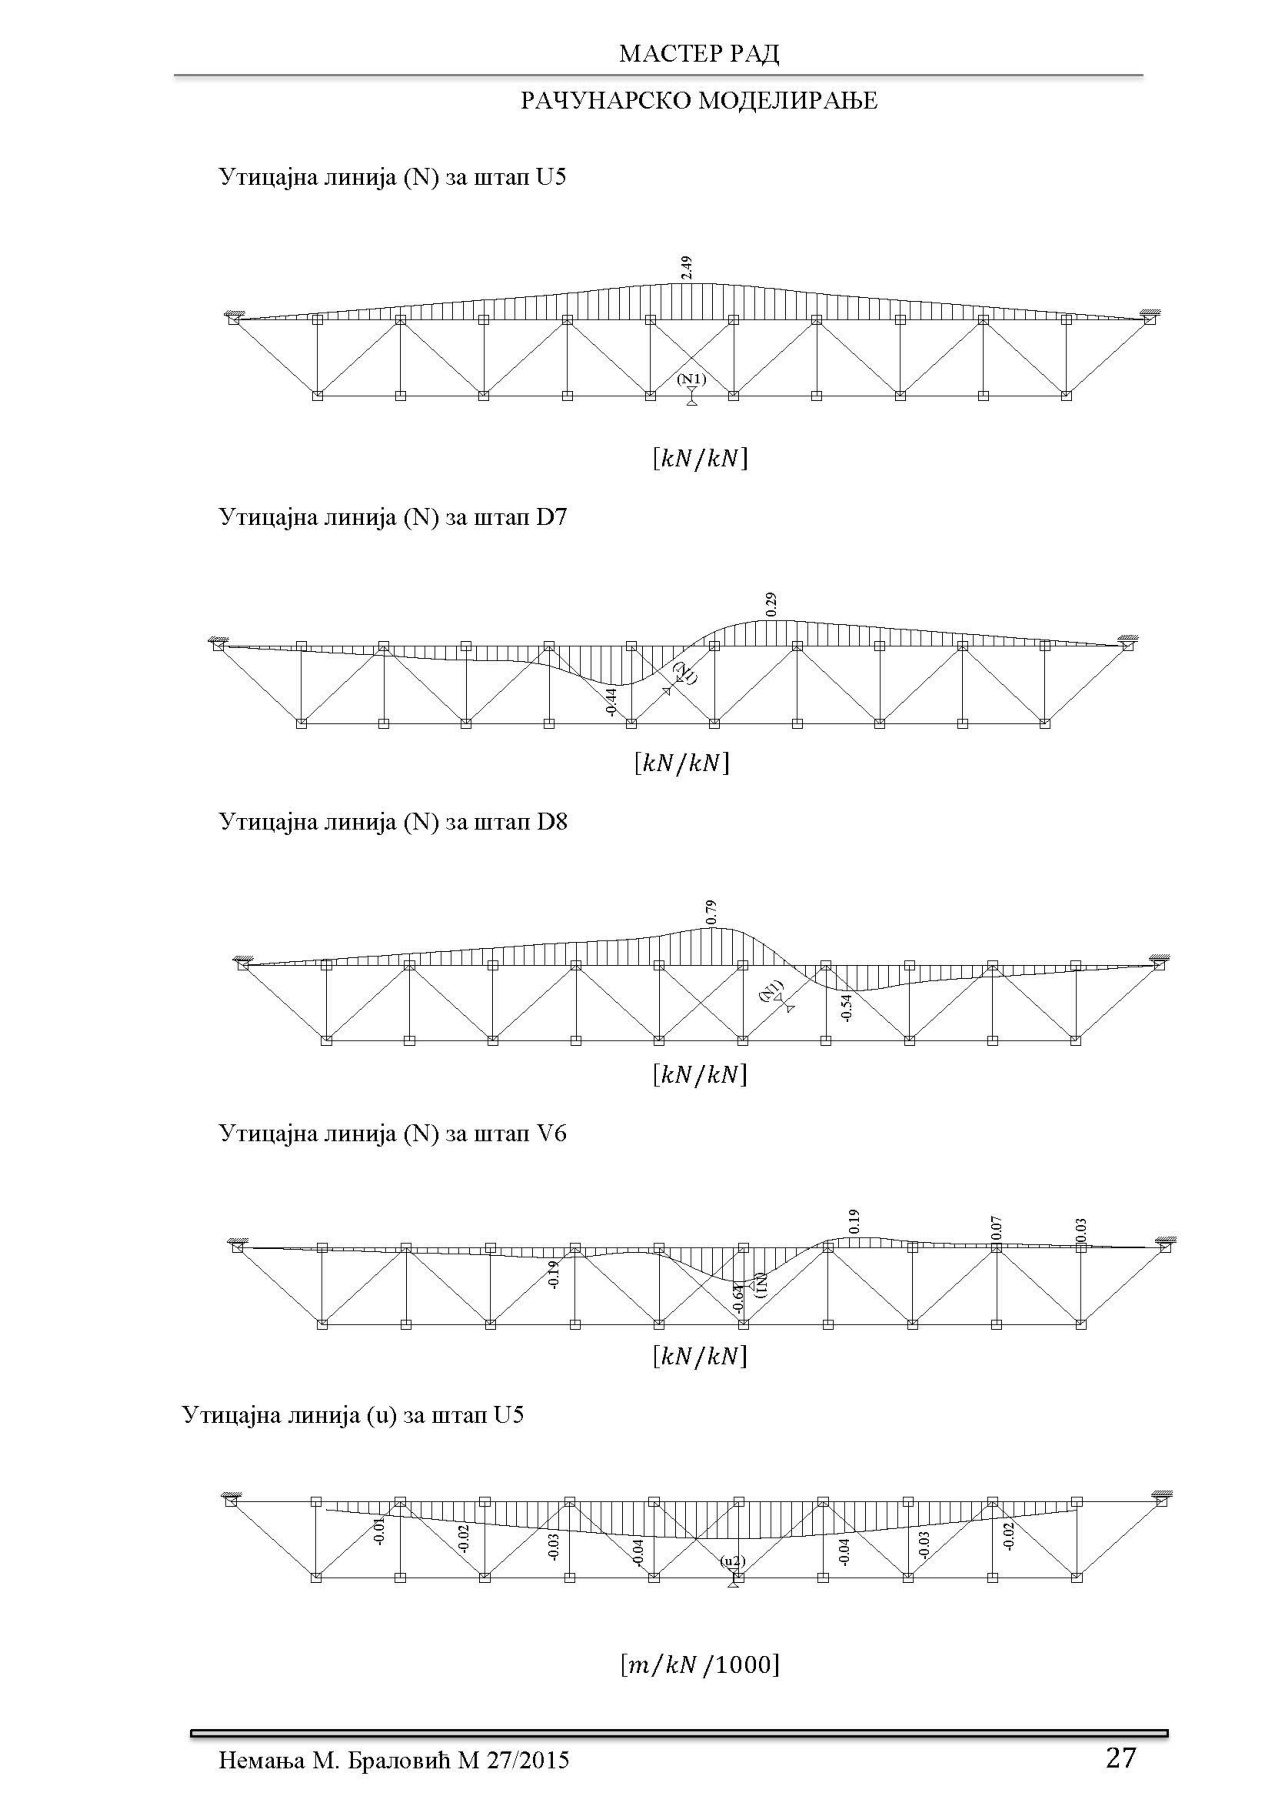 МАСТЕР РАД
РАЧУНАРСКО МОДЕЛИРАЊЕ
Утицајна линија (N) за штап U5
2.49
(N1)
[kN/kN]
Утицајна линија (N) за штап D7
0.29
(N1)
-0.44
[kN/kN]
Утицајна линија (N) за штап D8
0.79
(N1)
-0.54
[kN/kN]
Утицајна линија (N) за штап V6
0.19
0.07
0.03
-0.19
-0.64
(N1)
[kN/kN]
Утицајна линија (u) за штап U5
-0.01
-0.02
-0.03
-0.04
(u2)
-0.04
-0.03
-0.02
[m/kN /1000]
Немања М. Браловић М 27/2015
27